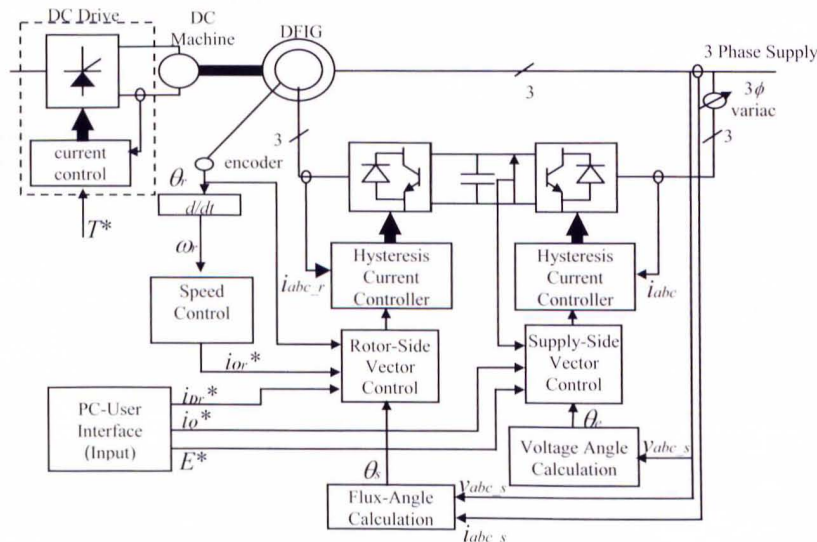 DC Drive
DC
Machine
DFIG
3 Phase Supply
3
3ϕ
variac
3
3
current
control
T*
encoder
θr
d/dt
ωr
Speed
Control
iabc_r
Hysteresis
Current
Controller
Hysteresis
Current
Controller
iabc
Rotor-Side
Vector
Control
Supply-Side
Vector
Control
iQr*
PC-User
Interface
(Input)
iDr*
iQ*
E*
θs
θe
Voltage Angle
Calculation
vabc_s
Flux-Angle
Calculation
vabc_s
iabc_s